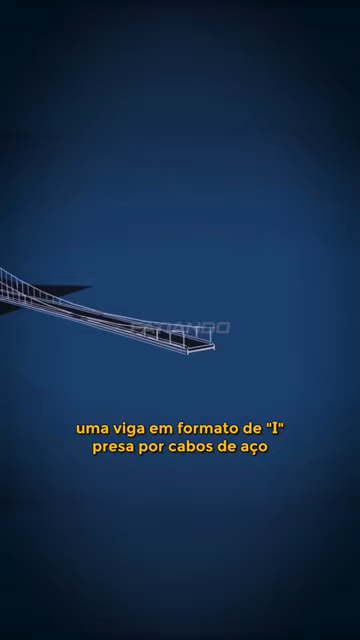 uma viga em formato de "I"
presa por cabos de aço